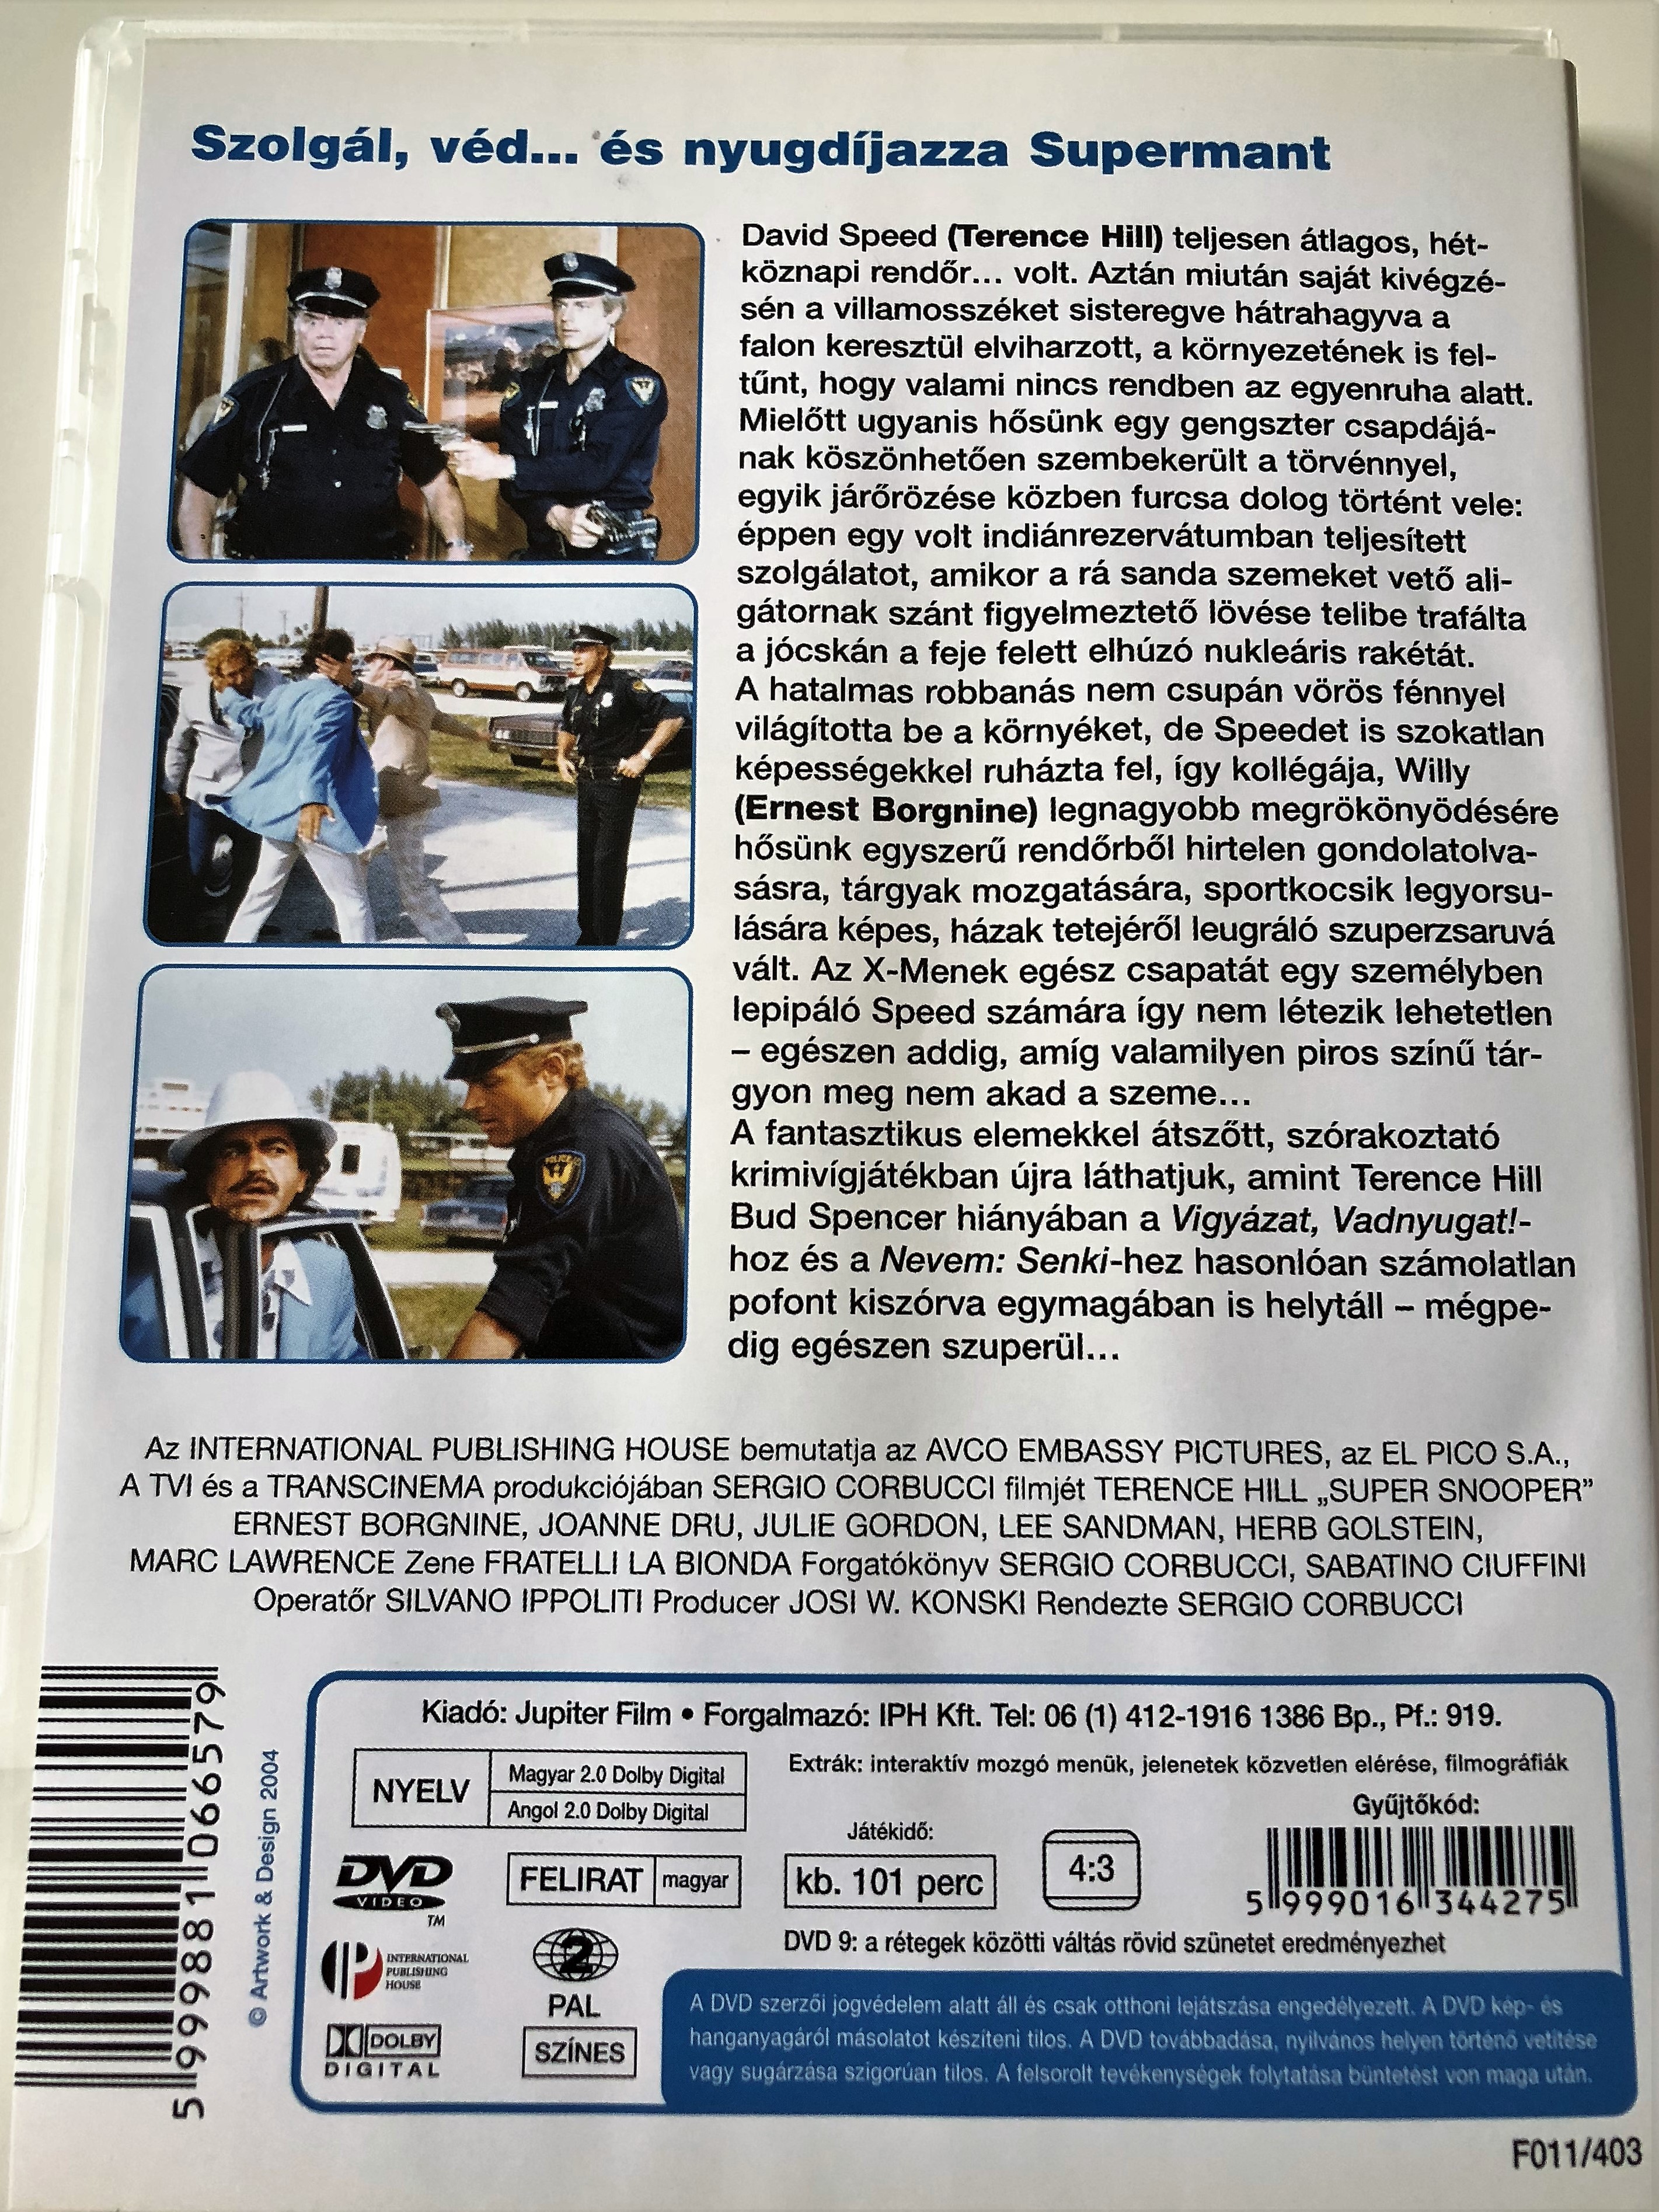 Szolgál, véd... és nyugdíjazza Supermant
David Speed (Terence Hill) teljesen átlagos, hét-
köznapi rendőr... volt. Aztán miután saját kivégzé-
sén a villamosszéket sisteregve hátrahagyva a
falon keresztül elviharzott, a környezetének is fel-
tűnt, hogy valami nincs rendben az egyenruha alatt.
Mielőtt ugyanis hősünk egy gengszter csapdájá-
nak köszönhetően szembekerült a törvénnyel,
egyik járőrözése közben furcsa dolog történt vele:
éppen egy volt indiánrezervátumban teljesített
szolgálatot, amikor a rá sanda szemeket vető ali-
gátornak szánt figyelmeztető lövése telibe trafálta
a jócskán a feje felett elhúzó nukleáris rakétát.
A hatalmas robbanás nem csupán vörös fénnyel
világította be a környéket, de Speedet is szokatlan
képességekkel ruházta fel, így kollégája, Willy
(Ernest Borgnine) legnagyobb megrökönyödésére
hősünk egyszerű rendőrből hirtelen gondolatolva-
sásra, tárgyak mozgatására, sportkocsik legyorsu-
lására képes, házak tetejéről leugráló szuperzsaruvá
vált. Az X-Menek egész csapatát egy személyben
lepipáló Speed számára így nem létezik lehetetlen
– egészen addig, amíg valamilyen piros színű tár-
gyon meg nem akad a szeme...
A fantasztikus elemekkel átszőtt, szórakoztató
krimivígjátékban újra láthatjuk, amint Terence Hill
Bud Spencer hiányában a Vigyázat, Vadnyugat!-
hoz és a Nevem: Senki-hez hasonlóan számolatlan
pofont kiszórva egymagában is helytáll – mégpe-
dig egészen szuperül...
Az INTERNATIONAL PUBLISHING HOUSE bemutatja az AVCO EMBASSY PICTURES, az EL PICO S.A.,
A TVI és a TRANSCINEMA produkciójában SERGIO CORBUCCI filmjét TERENCE HILL „SUPER SNOOPER”
ERNEST BORGNINE, JOANNE DRU, JULIE GORDON, LEE SANDMAN, HERB GOLSTEIN,
MARC LAWRENCE Zene FRATELLI LA BIONDA Forgatókönyv SERGIO CORBUCCI, SABATINO CIUFFINI
Operatőr SILVANO IPPOLITI Producer JOSI W. KONSKI Rendezte SERGIO CORBUCCI
5 999881 066579
© Artwork & Design 2004
Kiadó: Jupiter Film • Forgalmazó: IPH Kft. Tel: 06 (1) 412-1916 1386 Bp., Pf.: 919.
NYELV
Magyar 2.0 Dolby Digital
Angol 2.0 Dolby Digital
Extrák: interaktív mozgó menük, jelenetek közvetlen elérése, filmográfiák
Gyűjtőkód:
5 999016 344275
Játékidő:
kb. 101 perc
4:3
DVD
VIDEO
TM
FELIRAT magyar
DVD 9: a rétegek közötti váltás rövid szünetet eredményezhet
INTERNATIONAL
PUBLISHING
HOUSE
2
PAL
DOLBY
DIGITAL
SZÍNES
A DVD szerzői jogvédelem alatt áll és csak otthoni lejátszása engedélyezett. A DVD kép- és
hanganyagáról másolatot készíteni tilos. A DVD továbbadása, nyilvános helyen történő vetítése
vagy sugárzása szigorúan tilos. A felsorolt tevékenységek folytatása büntetést von maga után.
F011/403